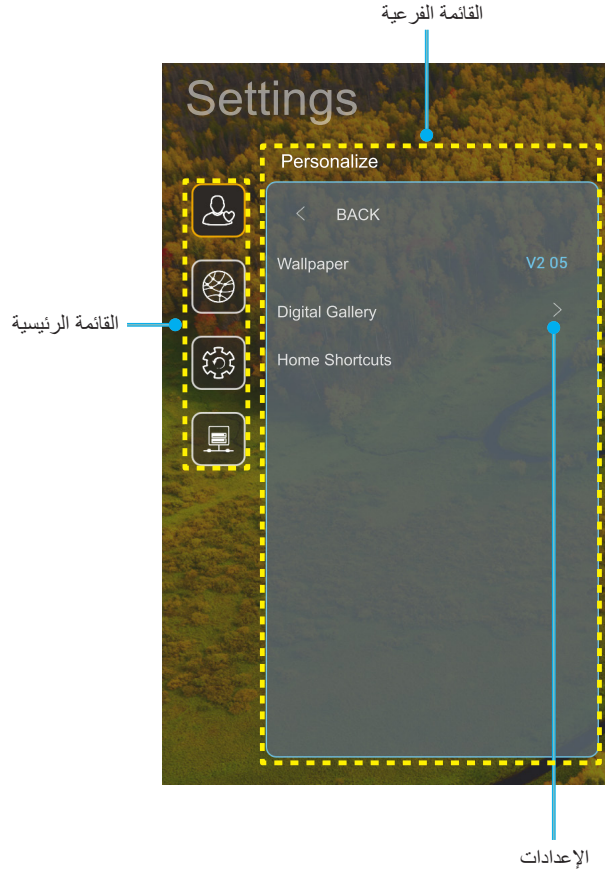 القائمة الفرعية
Settings
Personalize
BACK
Wallpaper V2 05
Digital Gallery
القائمة الرئيسية
Home Shortcuts
الإعدادات